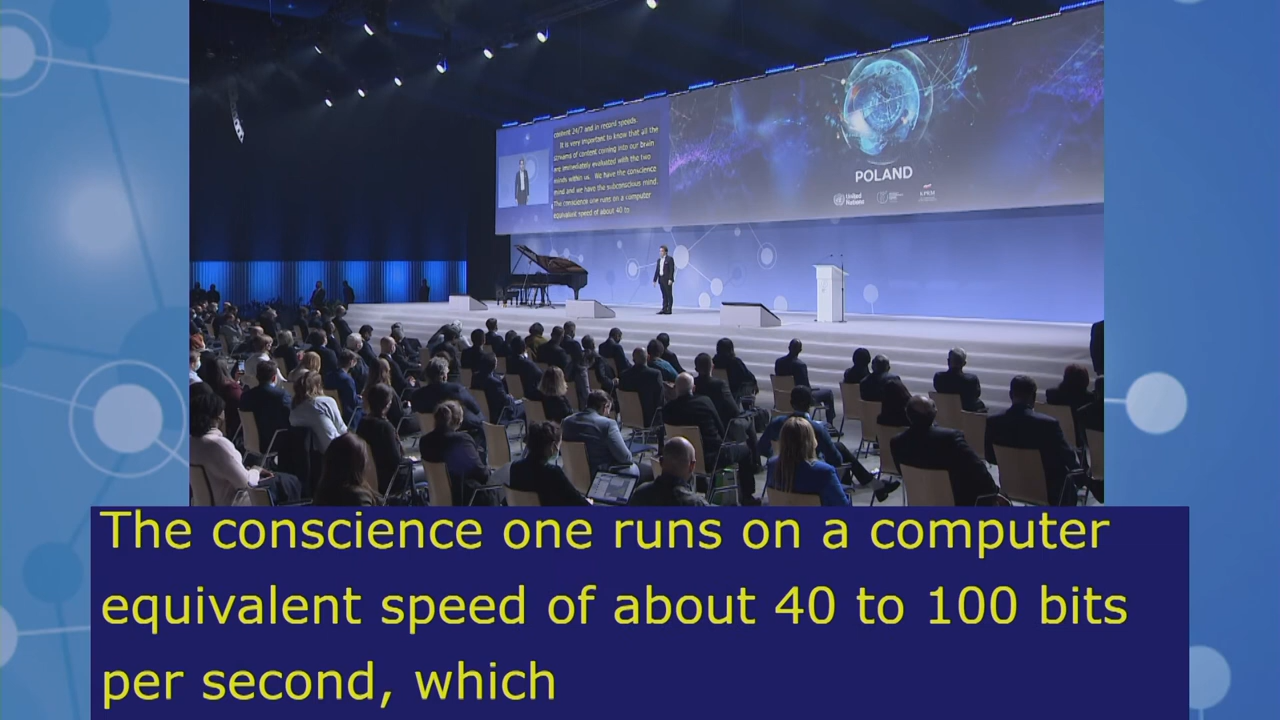 content 24/7 and in record speeds.
It is very important to know that all the
streams of content coming into our brain
are immediately evaluated with the two
minds within us. We have the conscience
mind and we have the subconscious mind.
The conscience one runs on a computer
equivalent speed of about 40 to
POLAND
United
Nations
The conscience one runs on a computer
equivalent speed of about 40 to 100 bits
per second, which